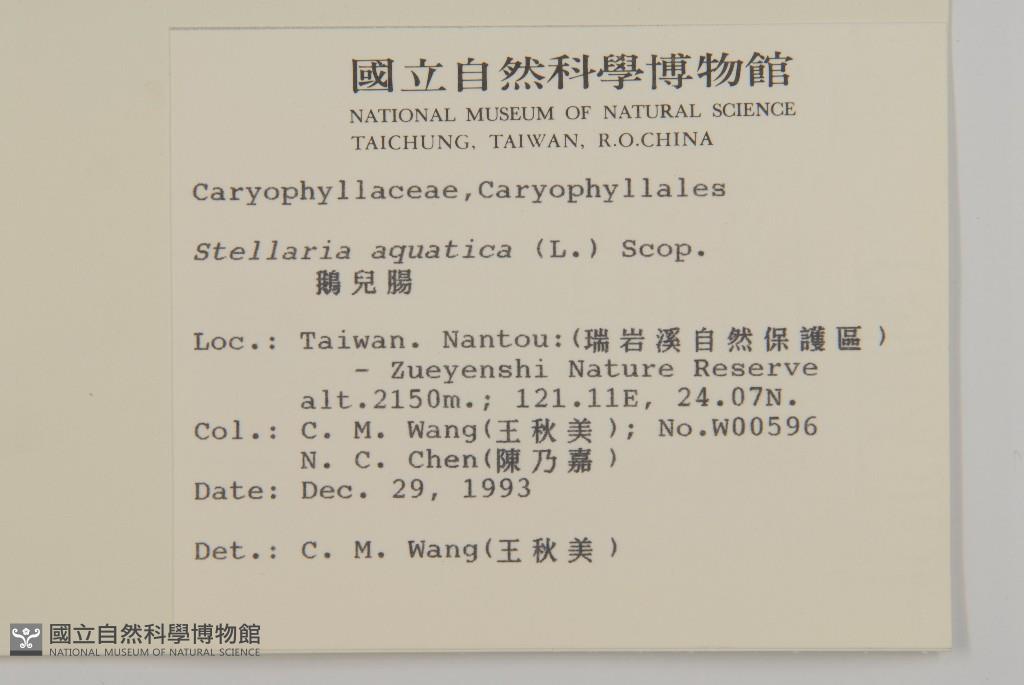 國立自然科學博物館
NATIONAL MUSEUM OF NATURAL SCIENCE
TAICHUNG, TAIWAN, R.O.CHINA
Caryophyllaceae,Caryophyllales
Stellaria aquatica (L.) Scop.
鵝兒腸
Loc.: Taiwan. Nantou:(瑞岩溪自然保護區)
- Zueyenshi Nature Reserve
alt.2150m.; 121.11E, 24.07N.
Col.: C. M. Wang(王秋美); No.W00596
N. C. Chen(陳乃嘉)
Date: Dec. 29, 1993
Det.: C. M. Wang(王秋美)
國立自然科學博物館
NATIONAL MUSEUM OF NATURAL SCIENCE